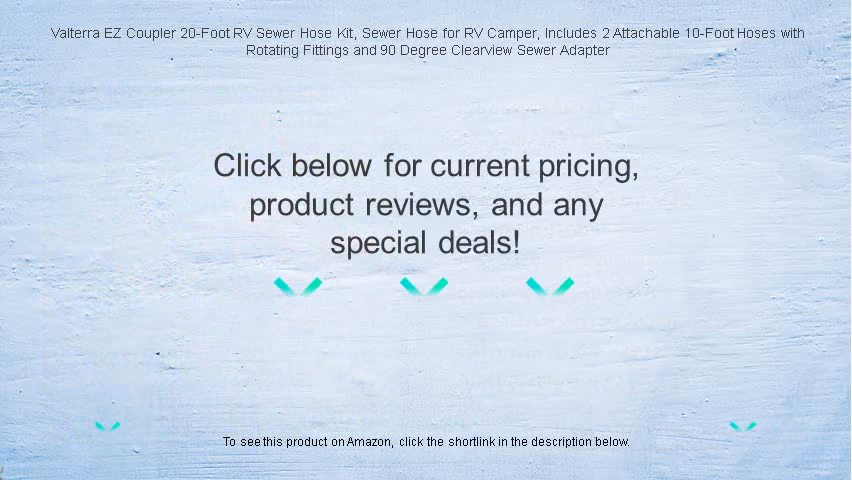 Valterra EZ Coupler 20-Foot RV Sewer Hose Kit, Sewer Hose for RV Camper, Includes 2 Attachable 10-Foot Hoses with
Rotating Fittings and 90 Degree Clearview Sewer Adapter
Click below for current pricing,
product reviews, and any
special deals!
To see this product on Amazon, click the shortlink in the description below.